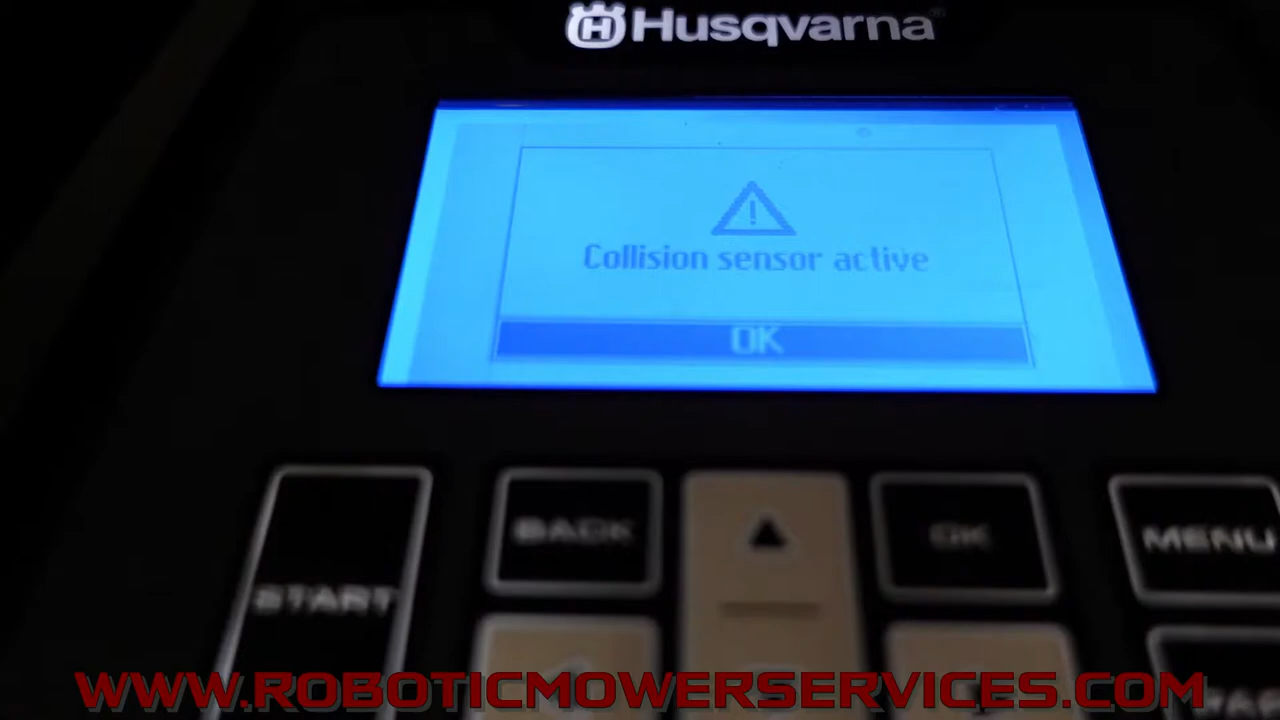 Husqvarna
Collision sensor active
OK
BACK
OK
MENU
START
WWW.ROBOTICMOWERSERVICES.COM